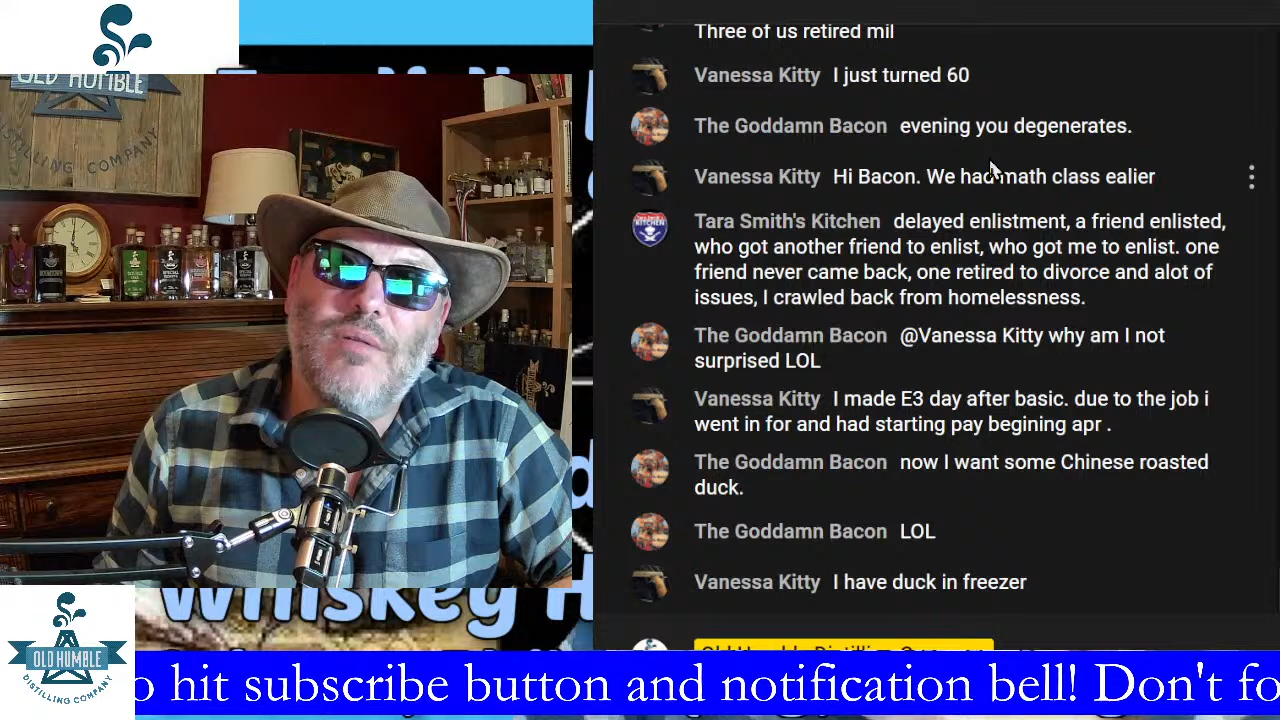 OLD HUMBLE
DISTILLING COMPANY
Three of us retired mil
Vanessa Kitty I just turned 60
The Goddamn Bacon evening you degenerates.
Vanessa Kitty Hi Bacon. We had math class ealier
Tara Smith's Kitchen delayed enlistment, a friend enlisted,
who got another friend to enlist, who got me to enlist. one
friend never came back, one retired to divorce and alot of
issues, I crawled back from homelessness.
The Goddamn Bacon @Vanessa Kitty why am I not
surprised LOL
Vanessa Kitty I made E3 day after basic. due to the job i
went in for and had starting pay begining apr .
The Goddamn Bacon now I want some Chinese roasted
duck.
The Goddamn Bacon LOL
Vanessa Kitty I have duck in freezer
Whiskey H
OLD HUMBLE
DISTILLING COMPANY
o hit subscribe button and notification bell! Don't fo